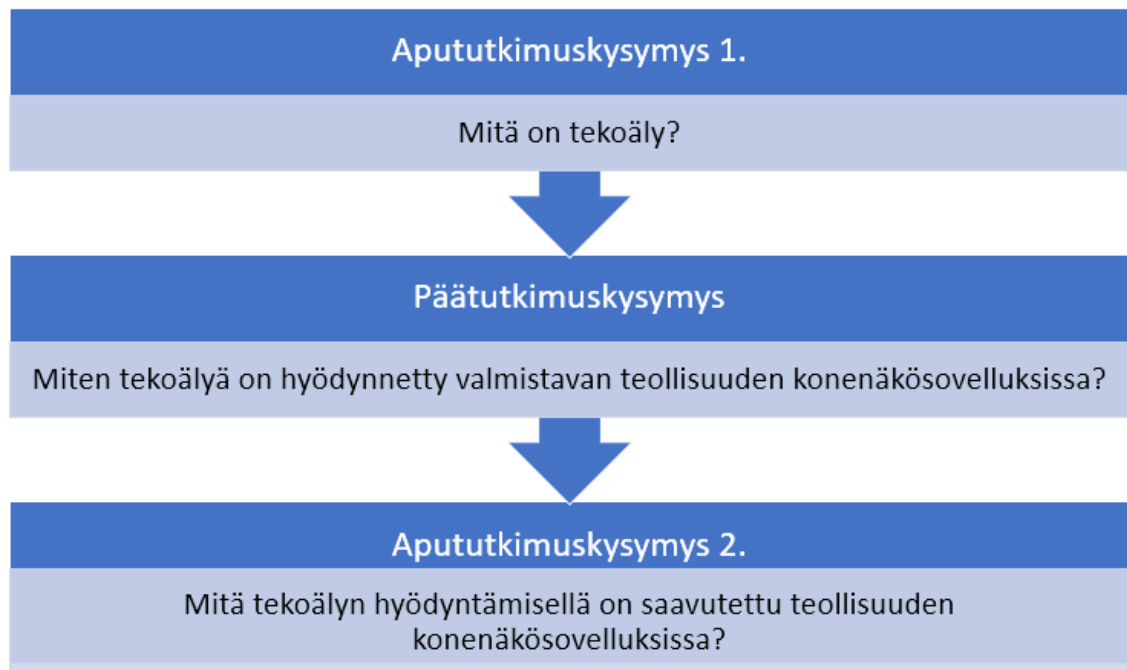 Apututkimuskysymys 1.
Mitä on tekoäly?
Päätutkimuskysymys
Miten tekoälyä on hyödynnetty valmistavan teollisuuden konenäkösovelluksissa?
Apututkimuskysymys 2.
Mitä tekoälyn hyödyntämisellä on saavutettu teollisuuden
konenäkösovelluksissa?